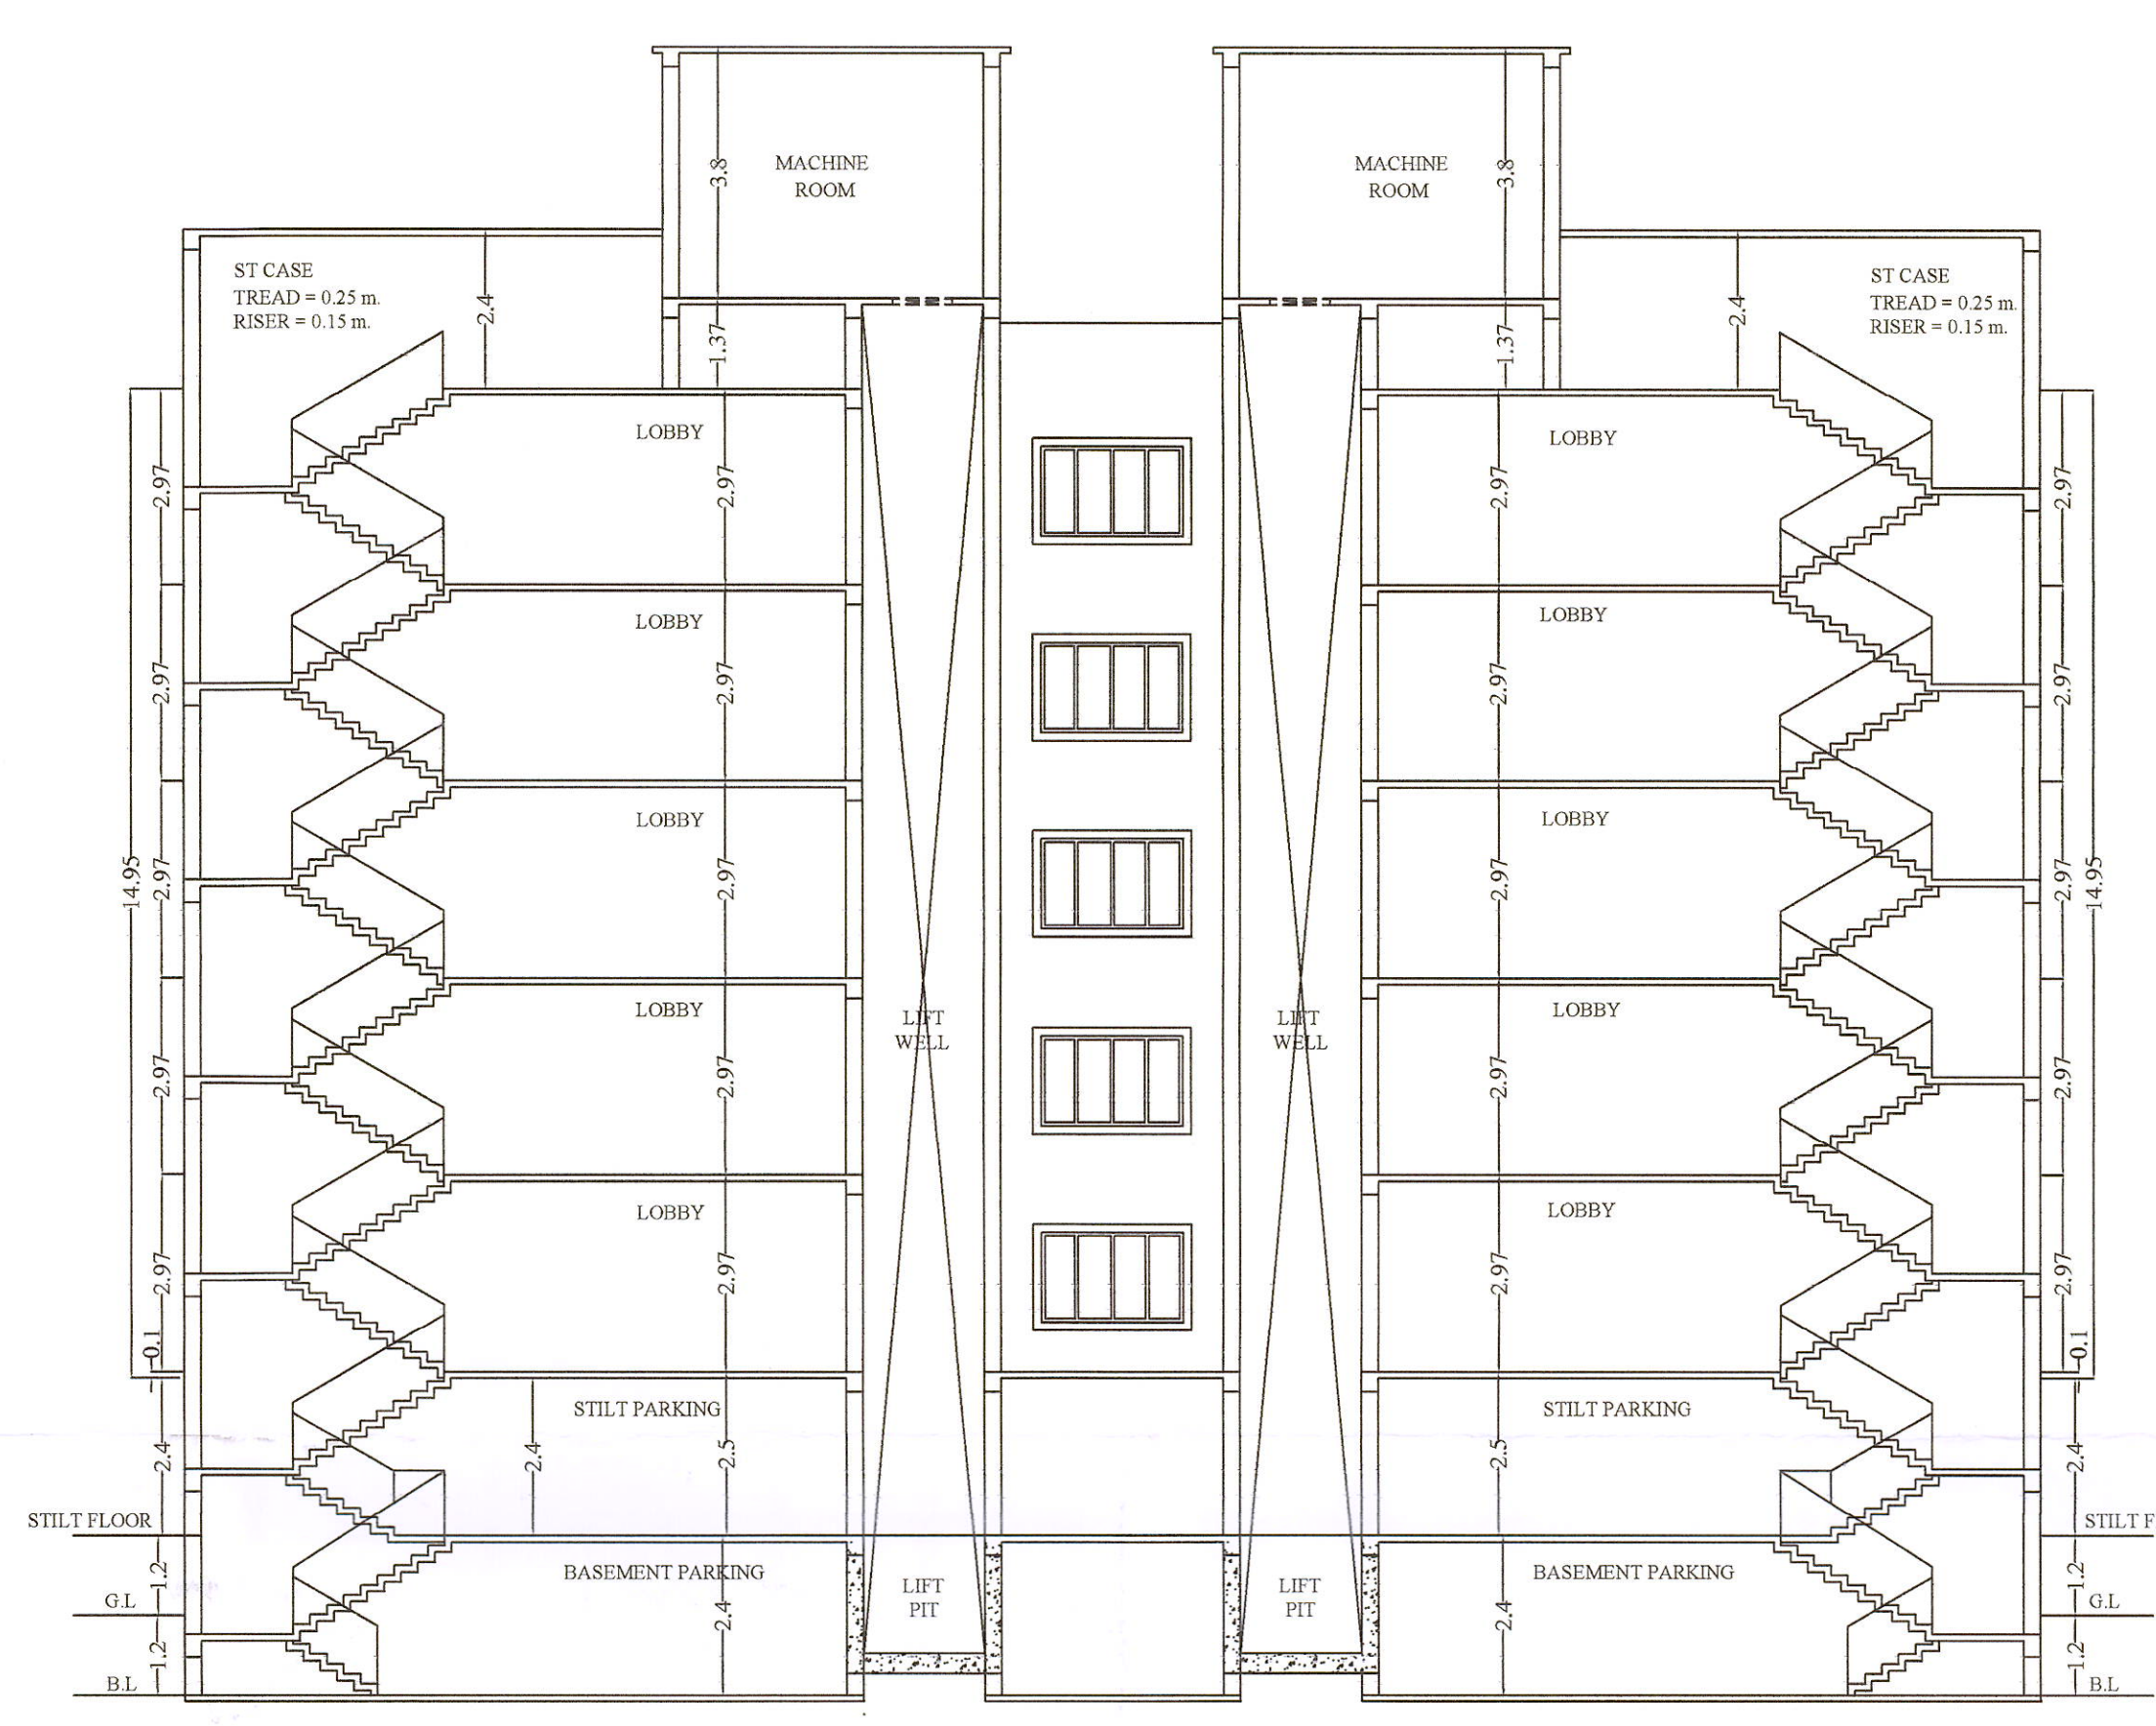 MACHINE
ROOM
3.8
MACHINE
ROOM
3.8
ST CASE
TREAD = 0.25 m.
RISER = 0.15 m.
2.4
1.37
1.37
2.4
ST CASE
TREAD = 0.25 m.
RISER = 0.15 m.
LOBBY
LOBBY
2.97
2.97
2.97
2.97
LOBBY
LOBBY
2.97
2.97
2.97
2.97
LOBBY
LOBBY
14.95
2.97
2.97
2.97
2.97
14.95
LOBBY
LOBBY
LIFT
WELL
LIFT
WELL
2.97
2.97
2.97
2.97
LOBBY
LOBBY
2.97
2.97
2.97
2.97
0.1
0.1
STILT PARKING
STILT PARKING
2.4
2.4
2.5
2.5
2.4
STILT FLOOR
STILT F
1.2
BASEMENT PARKING
LIFT
PIT
LIFT
PIT
BASEMENT PARKING
1.2
G.L
G.L
2.4
2.4
1.2
1.2
B.L
B.L